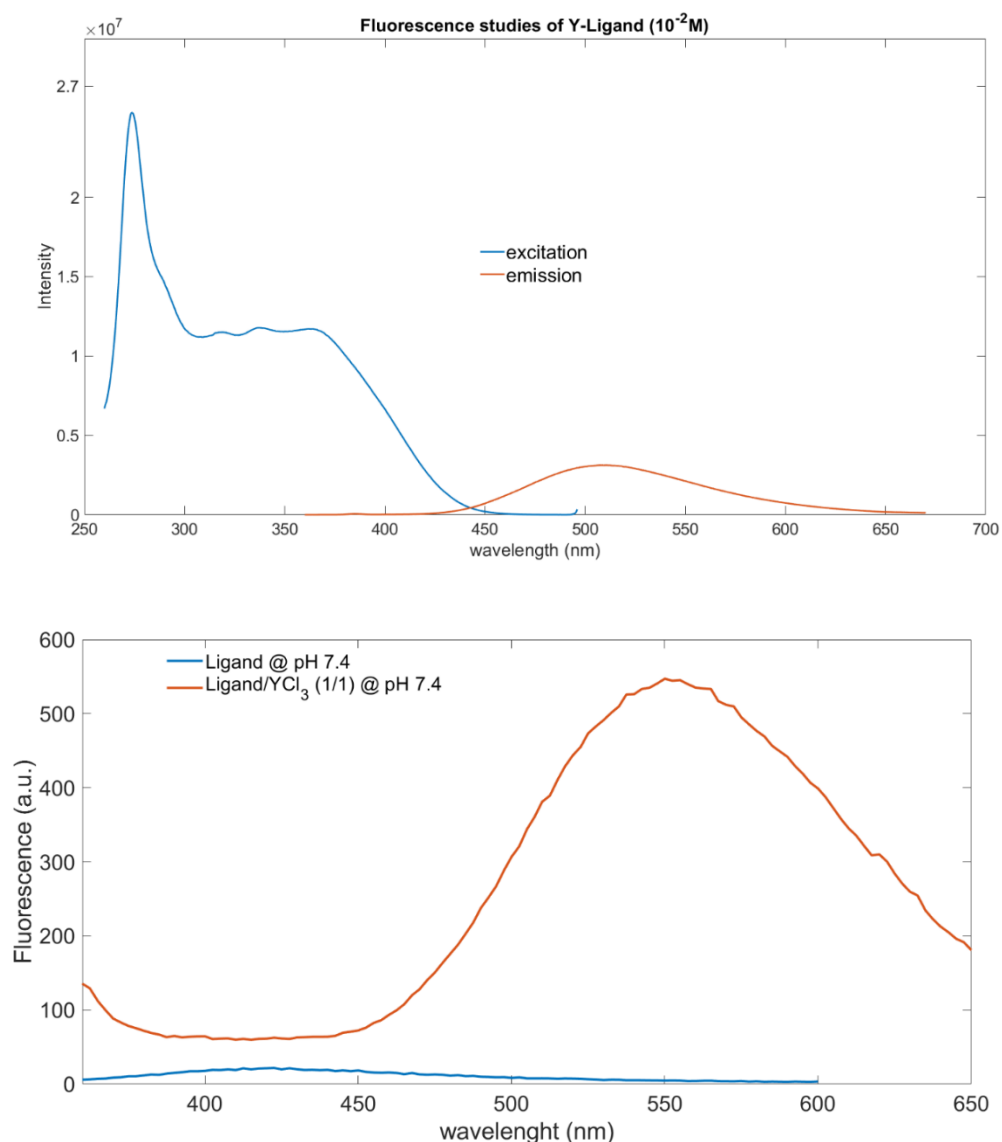 Fluorescence studies of Y-Ligand (10⁻²M)
×10⁷
2.7
2
1.5
1
0.5
0
Intensity
excitation
emission
250 300 350 400 450 500 550 600 650 700
wavelength (nm)
600
500
400
300
200
100
0
Fluorescence (a.u.)
Ligand @ pH 7.4
Ligand/YCl₃ (1/1) @ pH 7.4
400 450 500 550 600 650
wavelenght (nm)